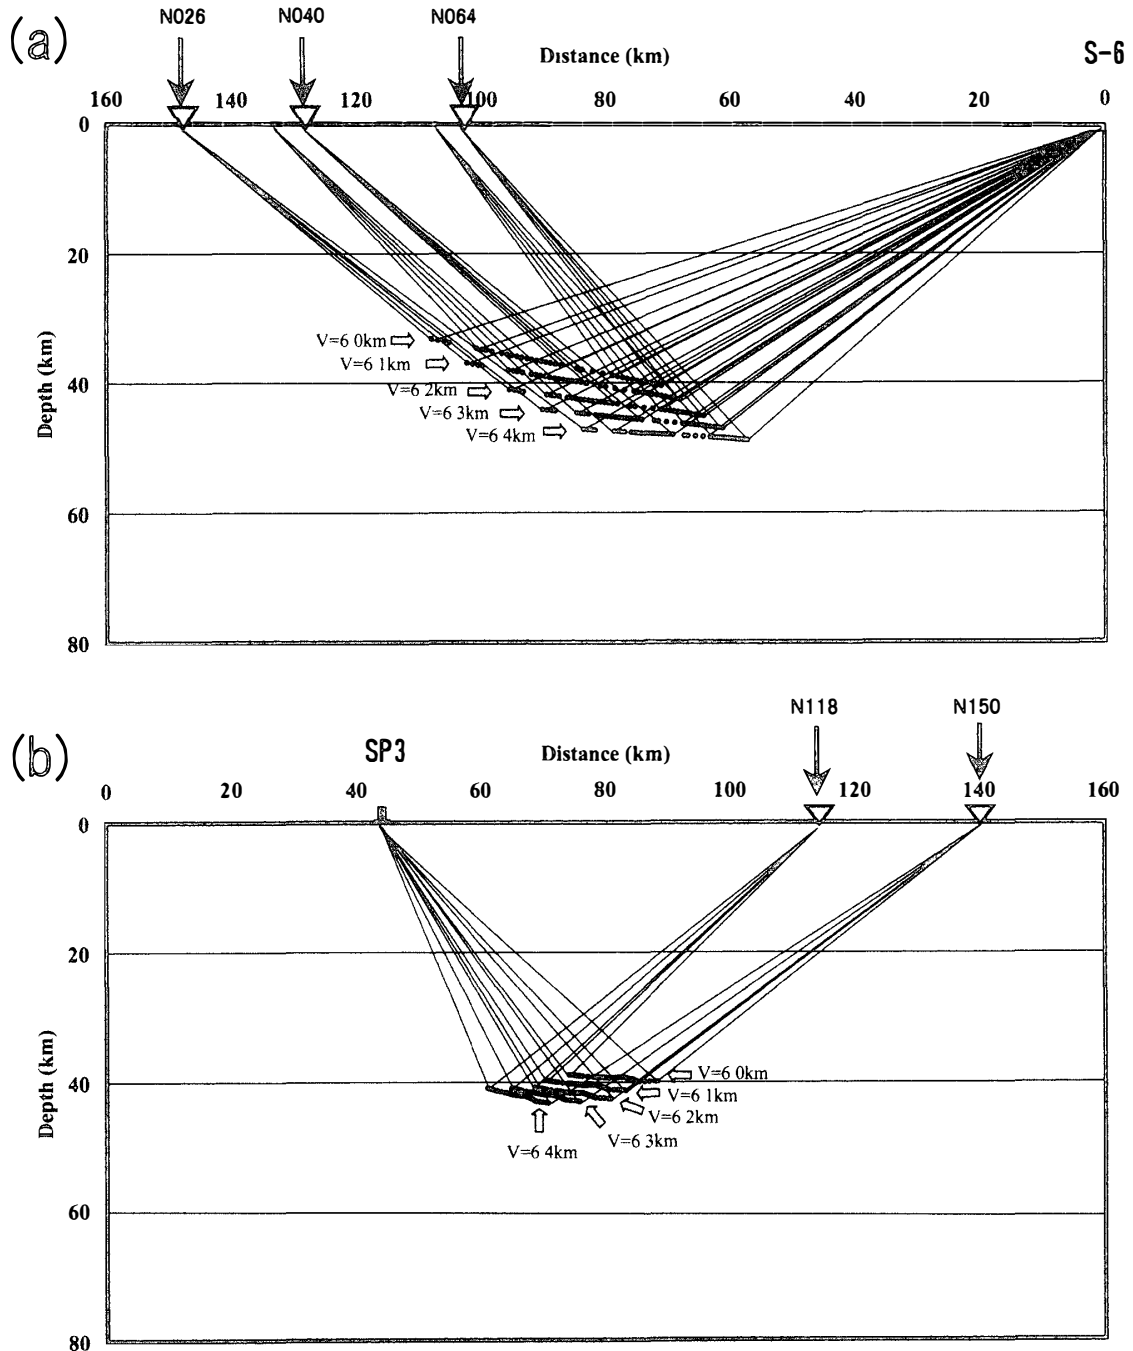 (a)
N026 N040 N064
Distance (km)
S-6
160 140 120 100 80 60 40 20 0
0
20
V=6 0km
V=6 1km
40
V=6 2km
V=6 3km
V=6 4km
Depth (km)
60
80
N118 N150
(b)
SP3
Distance (km)
0 20 40 60 80 100 120 140 160
0
20
40
V=6 0km
V=6 1km
V=6 2km
V=6 3km
V=6 4km
Depth (km)
60
80